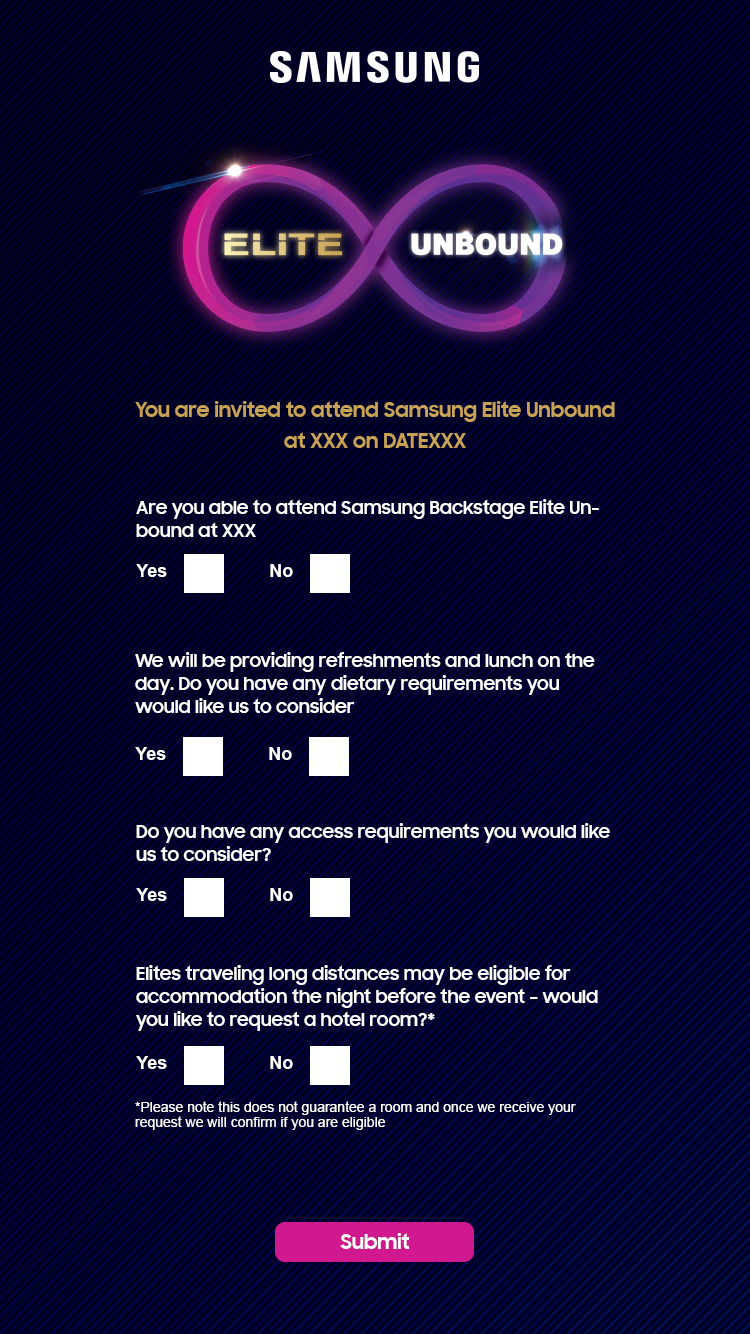 SAMSUNG
ELITE UNBOUND
You are invited to attend Samsung Elite Unbound
at XXX on DATEXXX
Are you able to attend Samsung Backstage Elite Un-
bound at XXX
Yes No
We will be providing refreshments and lunch on the
day. Do you have any dietary requirements you
would like us to consider
Yes No
Do you have any access requirements you would like
us to consider?
Yes No
Elites traveling long distances may be eligible for
accommodation the night before the event – would
you like to request a hotel room?*
Yes No
*Please note this does not guarantee a room and once we receive your
request we will confirm if you are eligible
Submit